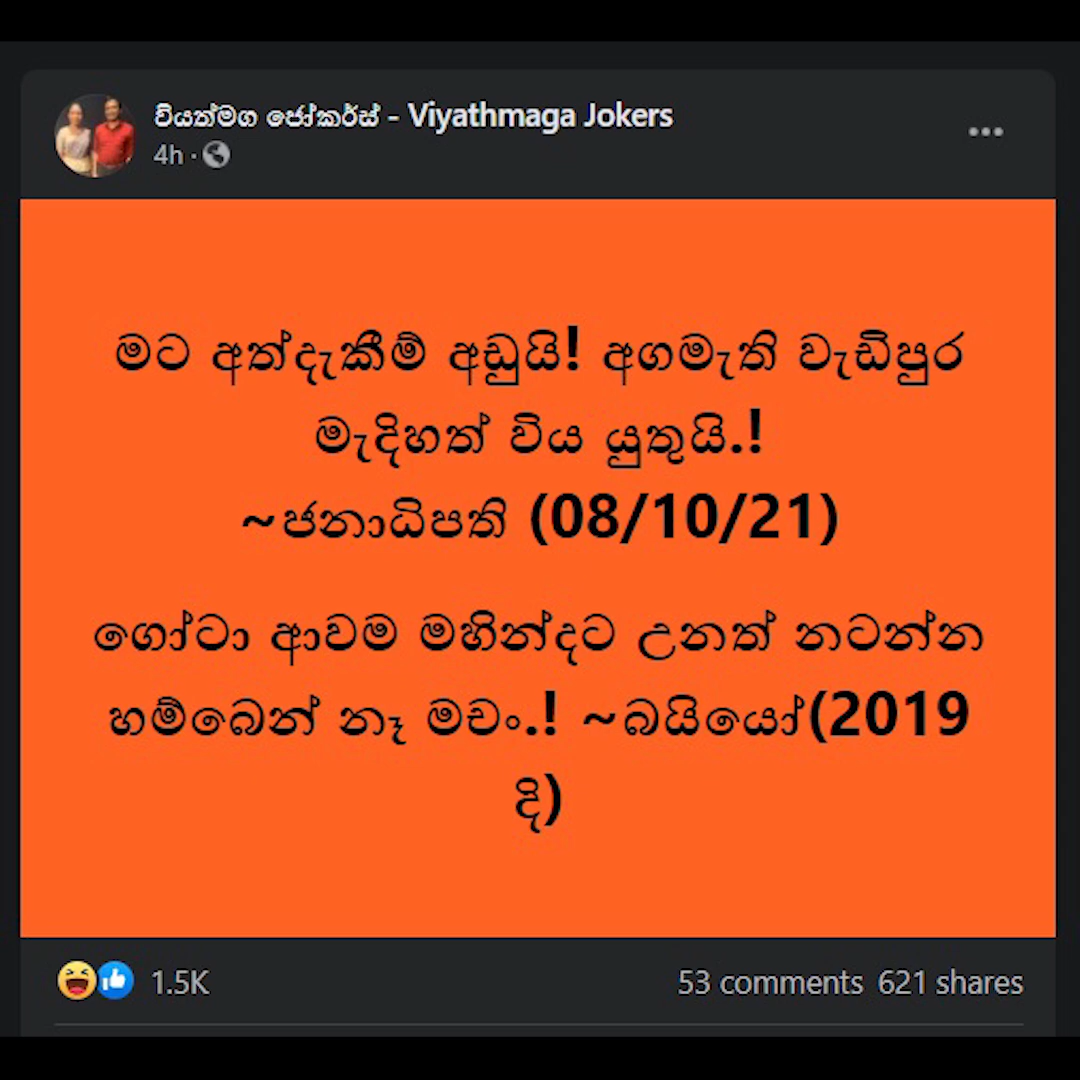 වියත්මග ජෝකර්ස් - Viyathmaga Jokers
4h ·
මට අත්දැකීම් අඩුයි! අගමැති වැඩිපුර
මැදිහත් විය යුතුයි.!
~ජනාධිපති (08/10/21)
ගෝටා ආවම මහින්දට උනත් නටන්න
හම්බෙන් නෑ මචං.! ~බයියෝ(2019
දි)
1.5K 53 comments 621 shares